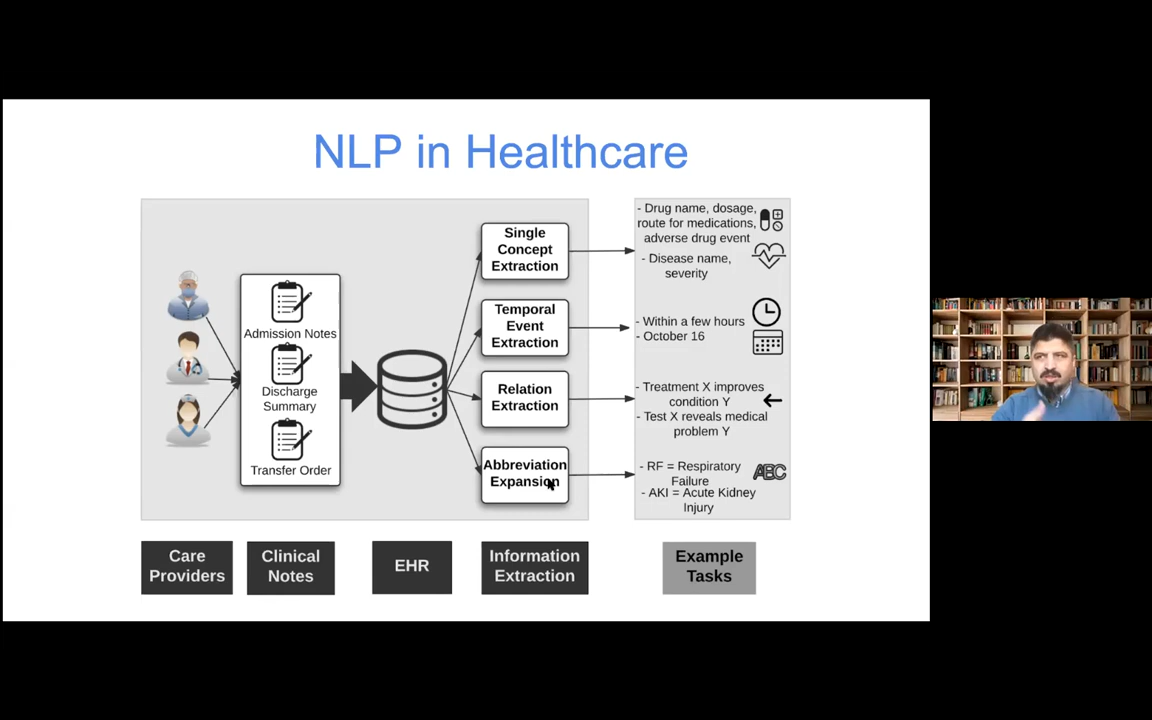 NLP in Healthcare
Admission Notes
Discharge
Summary
Transfer Order
Single
Concept
Extraction
Temporal
Event
Extraction
Relation
Extraction
Abbreviation
Expansion
- Drug name, dosage,
route for medications,
adverse drug event
- Disease name,
severity
- Within a few hours
- October 16
- Treatment X improves
condition Y
- Test X reveals medical
problem Y
- RF = Respiratory
Failure
- AKI = Acute Kidney
Injury
ABC
Care
Providers
Clinical
Notes
EHR
Information
Extraction
Example
Tasks